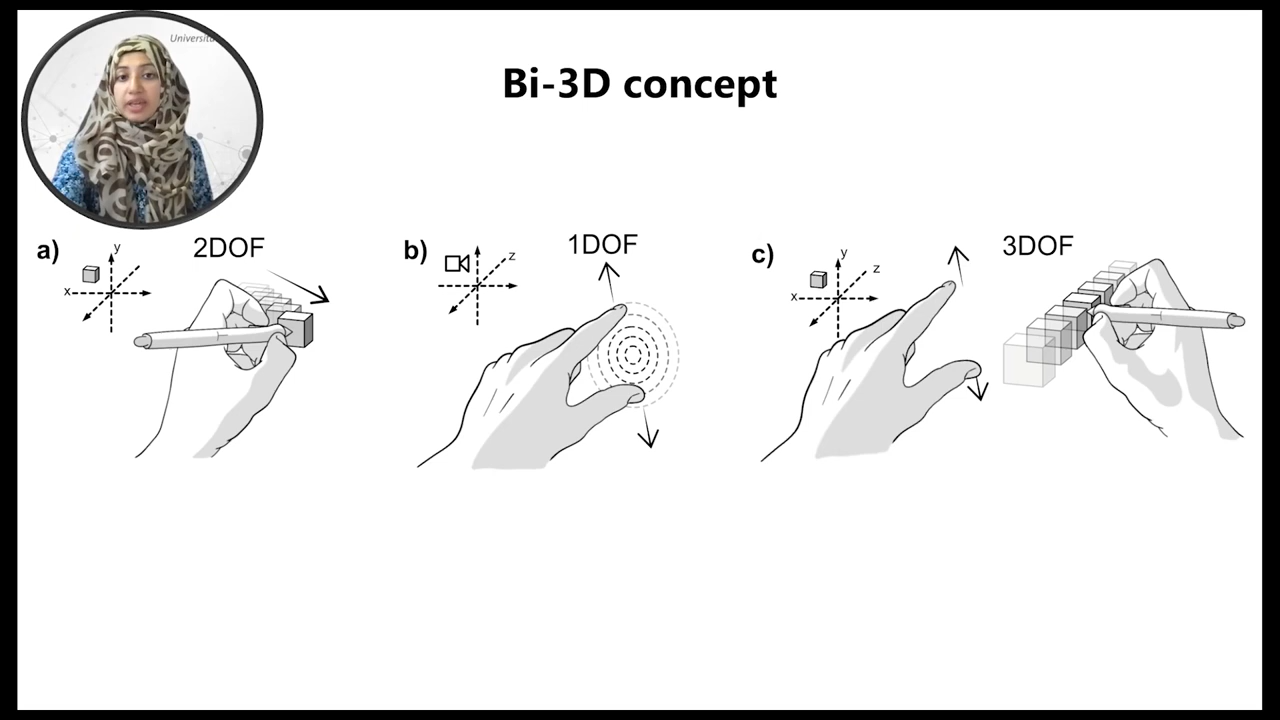 Bi-3D concept
a)
y
x
2DOF
b)
z
1DOF
c)
y
z
x
3DOF